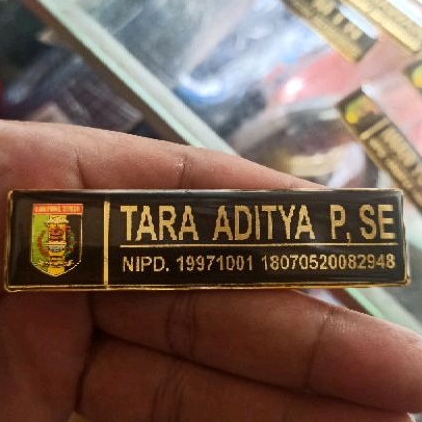 TARA ADITYA P, SE
NIPD. 19971001 18070520082948